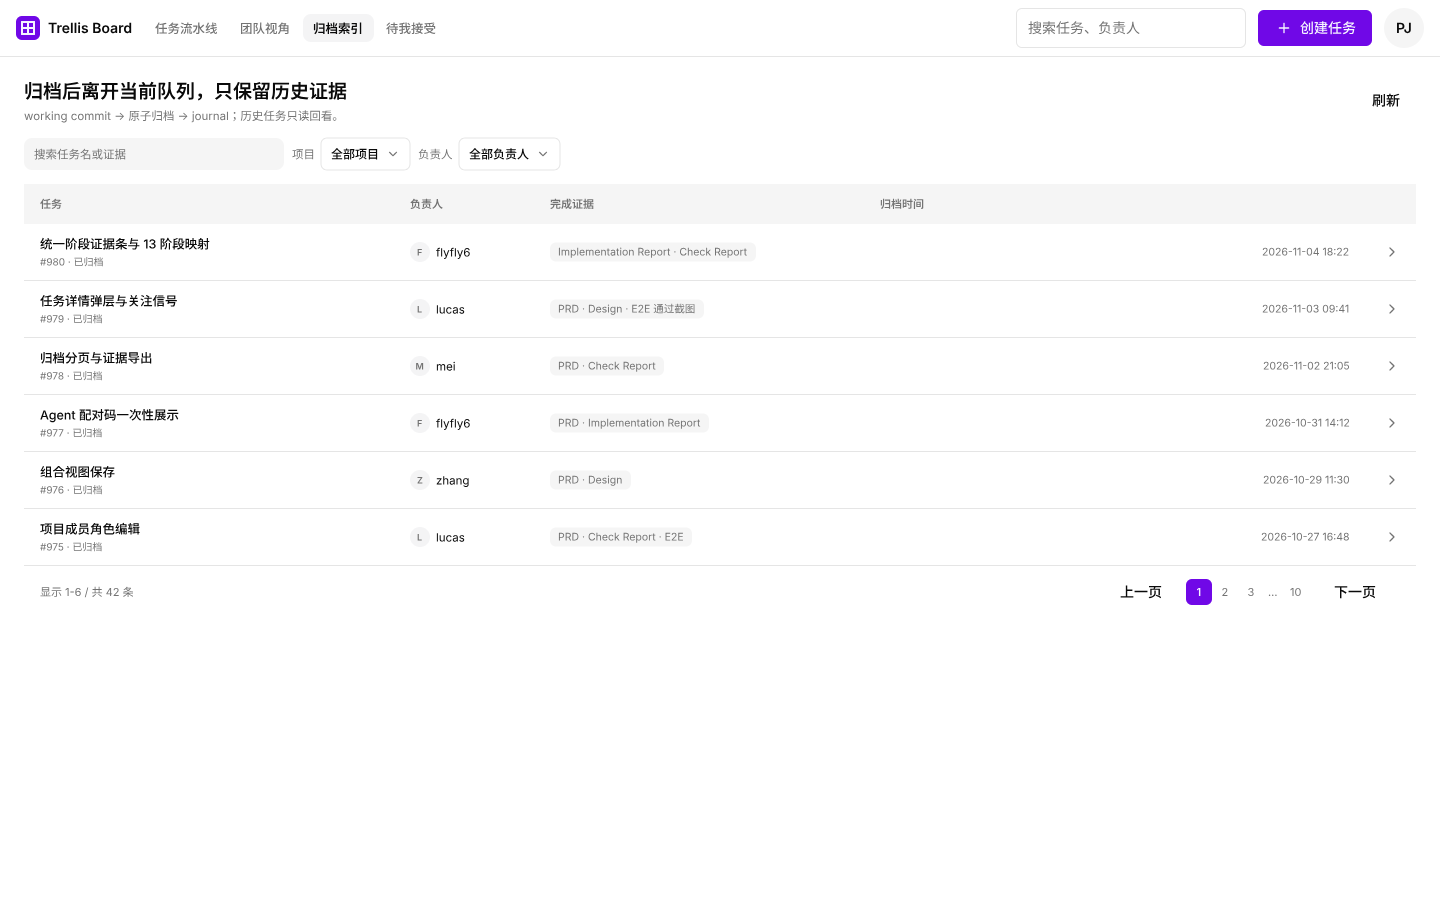 Trellis Board
任务流水线
团队视角
归档索引
待我接受
搜索任务、负责人
+ 创建任务
PJ
归档后离开当前队列，只保留历史证据
working commit → 原子归档 → journal；历史任务只读回看。
刷新
搜索任务名或证据
项目
全部项目
负责人
全部负责人
任务
负责人
完成证据
归档时间
统一阶段证据条与 13 阶段映射
#980 · 已归档
F
flyfly6
Implementation Report · Check Report
2026-11-04 18:22
任务详情弹层与关注信号
#979 · 已归档
L
lucas
PRD · Design · E2E 通过截图
2026-11-03 09:41
归档分页与证据导出
#978 · 已归档
M
mei
PRD · Check Report
2026-11-02 21:05
Agent 配对码一次性展示
#977 · 已归档
F
flyfly6
PRD · Implementation Report
2026-10-31 14:12
组合视图保存
#976 · 已归档
Z
zhang
PRD · Design
2026-10-29 11:30
项目成员角色编辑
#975 · 已归档
L
lucas
PRD · Check Report · E2E
2026-10-27 16:48
显示 1-6 / 共 42 条
上一页
1
2
3
...
10
下一页